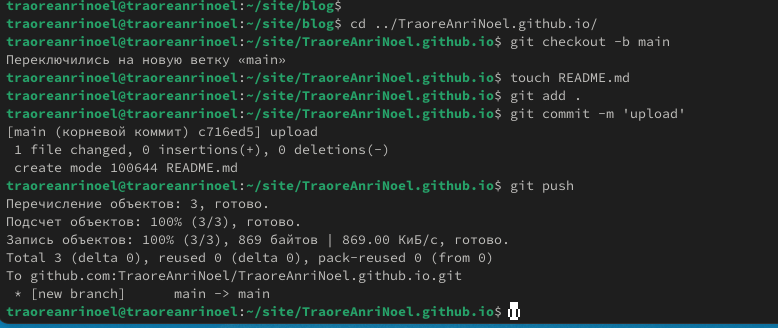 traoreanrinoel@traoreanrinoel:~/site/blog$
traoreanrinoel@traoreanrinoel:~/site/blog$ cd ../TraoreAnriNoel.github.io/
traoreanrinoel@traoreanrinoel:~/site/TraoreAnriNoel.github.io$ git checkout -b main
Переключились на новую ветку «main»
traoreanrinoel@traoreanrinoel:~/site/TraoreAnriNoel.github.io$ touch README.md
traoreanrinoel@traoreanrinoel:~/site/TraoreAnriNoel.github.io$ git add .
traoreanrinoel@traoreanrinoel:~/site/TraoreAnriNoel.github.io$ git commit -m 'upload'
[main (корневой коммит) c716ed5] upload
 1 file changed, 0 insertions(+), 0 deletions(-)
 create mode 100644 README.md
traoreanrinoel@traoreanrinoel:~/site/TraoreAnriNoel.github.io$ git push
Перечисление объектов: 3, готово.
Подсчет объектов: 100% (3/3), готово.
Запись объектов: 100% (3/3), 869 байтов | 869.00 КиБ/с, готово.
Total 3 (delta 0), reused 0 (delta 0), pack-reused 0 (from 0)
To github.com:TraoreAnriNoel/TraoreAnriNoel.github.io.git
 * [new branch]      main -> main
traoreanrinoel@traoreanrinoel:~/site/TraoreAnriNoel.github.io$